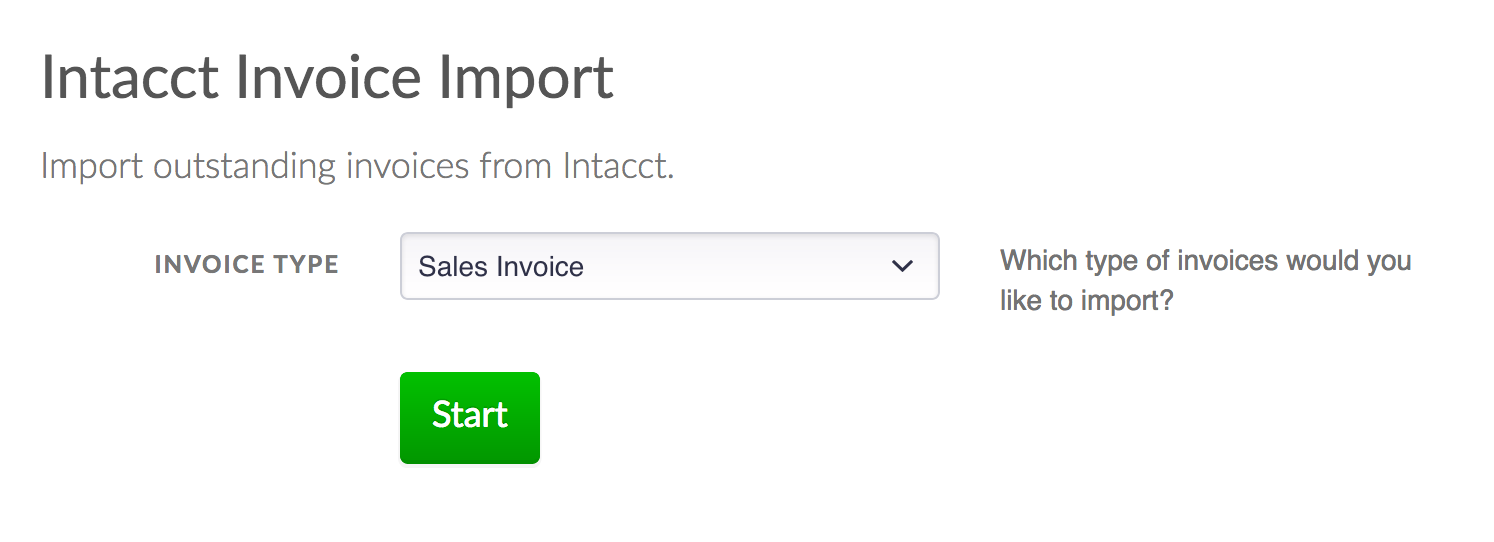 Intacct Invoice Import
Import outstanding invoices from Intacct.
INVOICE TYPE
Sales Invoice
Which type of invoices would you
like to import?
Start